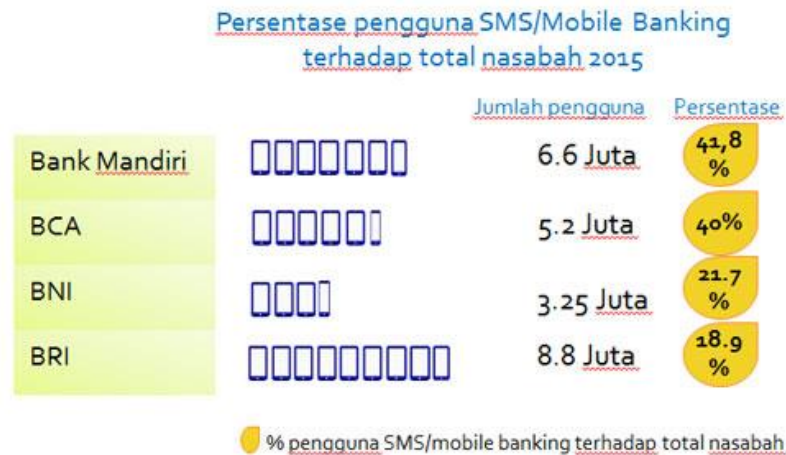 Persentase pengguna SMS/Mobile Banking
terhadap total nasabah 2015
Jumlah pengguna Persentase
Bank Mandiri 6.6 Juta 41,8 %
BCA 5.2 Juta 40%
BNI 3.25 Juta 21.7 %
BRI 8.8 Juta 18.9 %
% pengguna SMS/mobile banking terhadap total nasabah